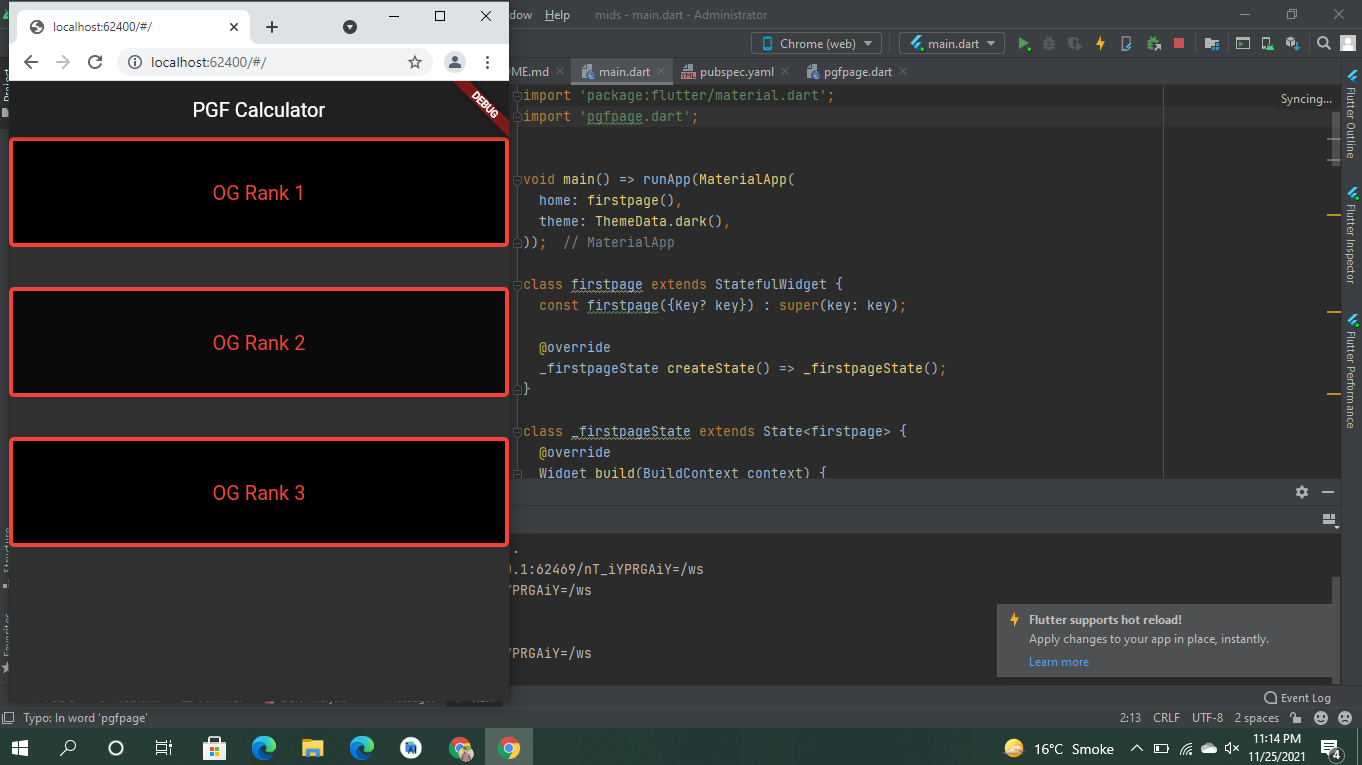 localhost:62400/#/
localhost:62400/#/
PGF Calculator
DEBUG
OG Rank 1
OG Rank 2
OG Rank 3
dow Help mids - main.dart - Administrator
Chrome (web) main.dart
ME.md main.dart pubspec.yaml pgfpage.dart
Syncing...
import 'package:flutter/material.dart';
import 'pgfpage.dart';
void main() => runApp(MaterialApp(
home: firstpage(),
theme: ThemeData.dark(),
)); // MaterialApp
class firstpage extends StatefulWidget {
const firstpage({Key? key}) : super(key: key);
@override
_firstpageState createState() => _firstpageState();
}
class _firstpageState extends State<firstpage> {
@override
Widget build(BuildContext context) {
.
.1:62469/nT_iYPRGAiY=/ws
YPRGAiY=/ws
YPRGAiY=/ws
Flutter supports hot reload!
Apply changes to your app in place, instantly.
Learn more
Flutter Outline
Flutter Inspector
Flutter Performance
Project
Structure
Favorites
Event Log
Typo: In word 'pgfpage'
2:13 CRLF UTF-8 2 spaces
16°C Smoke
11:14 PM
11/25/2021
4